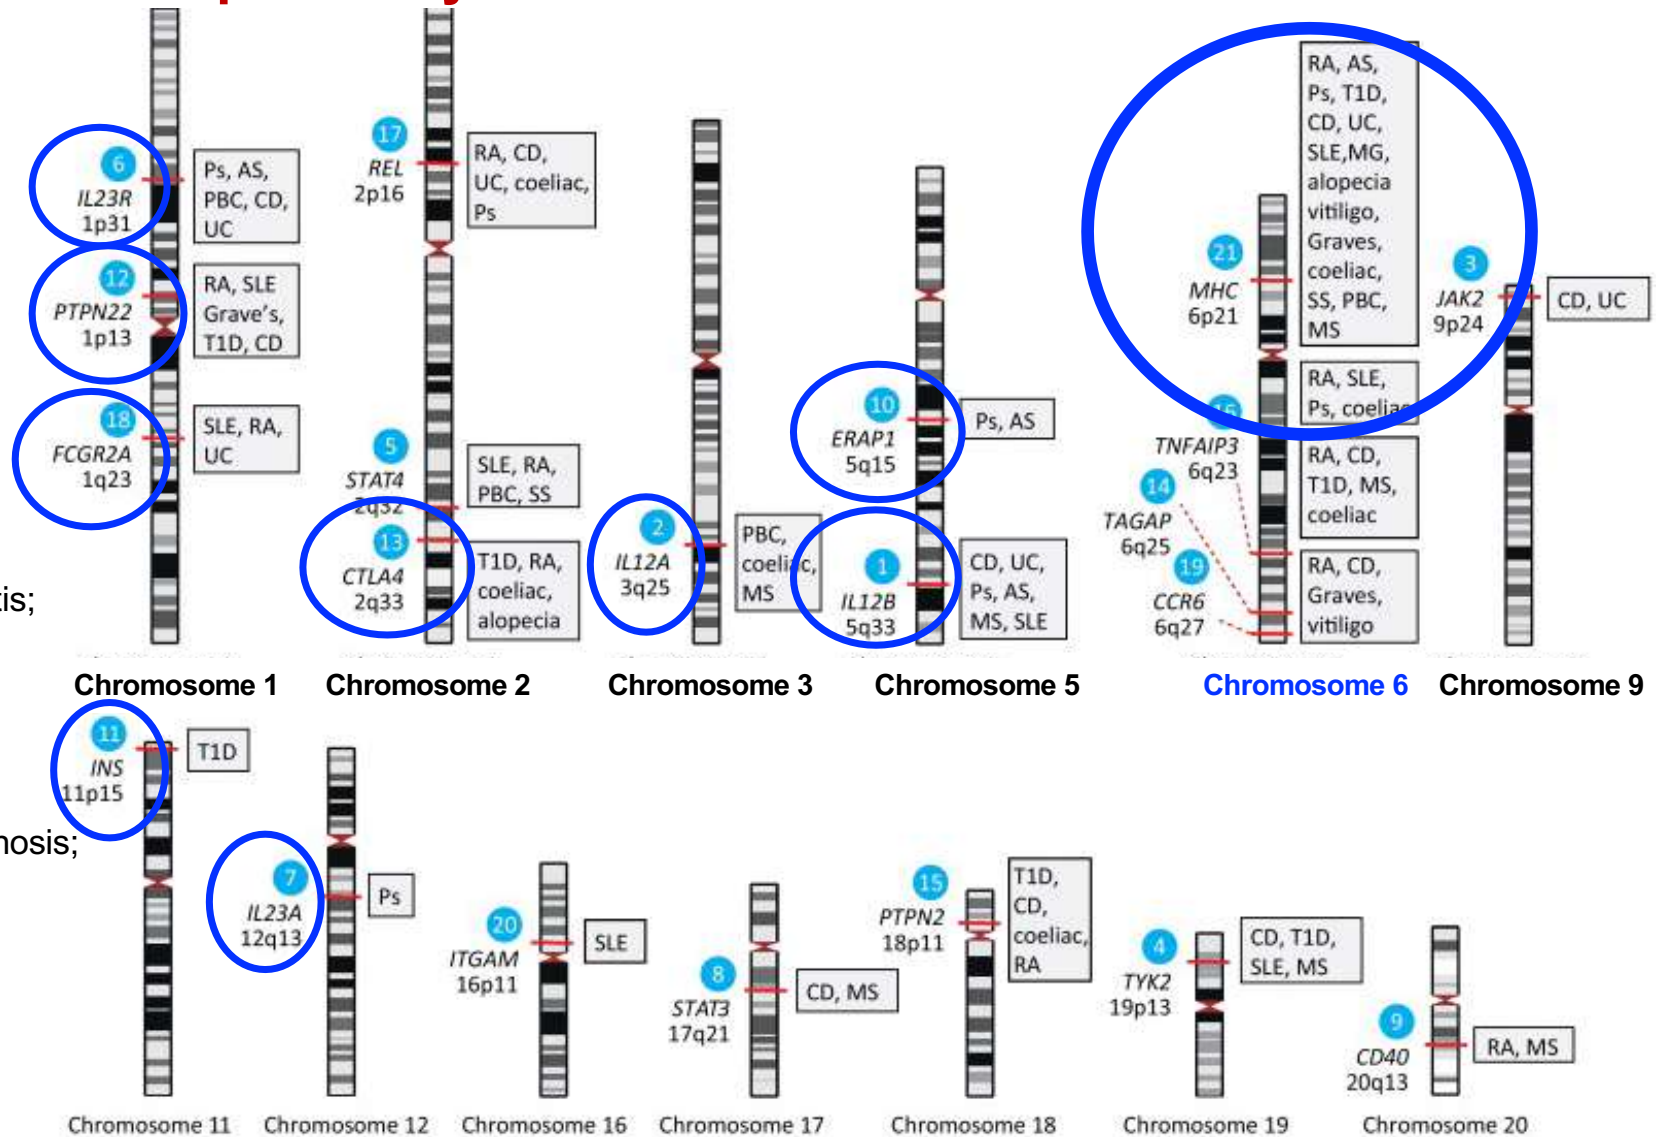 6
IL23R
1p31
Ps, AS,
PBC, CD,
UC
12
PTPN22
1p13
RA, SLE
Grave's,
T1D, CD
18
FCGR2A
1q23
SLE, RA,
UC
17
REL
2p16
RA, CD,
UC, coeliac,
Ps
5
STAT4
2q32
SLE, RA,
PBC, SS
13
CTLA4
2q33
T1D, RA,
coeliac,
alopecia
2
IL12A
3q25
PBC,
coeliac,
MS
10
ERAP1
5q15
Ps, AS
1
IL12B
5q33
CD, UC,
Ps, AS,
MS, SLE
21
MHC
6p21
RA, AS,
Ps, T1D,
CD, UC,
SLE,MG,
alopecia
vitiligo,
Graves,
coeliac,
SS, PBC,
MS
RA, SLE,
Ps, coeliac
TNFAIP3
6q23
RA, CD,
T1D, MS,
coeliac
14
TAGAP
6q25
19
CCR6
6q27
RA, CD,
Graves,
vitiligo
3
JAK2
9p24
CD, UC
tis;
Chromosome 1
Chromosome 2
Chromosome 3
Chromosome 5
Chromosome 6
Chromosome 9
11
INS
11p15
T1D
nosis;
7
IL23A
12q13
Ps
20
ITGAM
16p11
SLE
8
STAT3
17q21
CD, MS
15
PTPN2
18p11
T1D,
CD,
coeliac,
RA
4
TYK2
19p13
CD, T1D,
SLE, MS
9
CD40
20q13
RA, MS
Chromosome 11
Chromosome 12
Chromosome 16
Chromosome 17
Chromosome 18
Chromosome 19
Chromosome 20